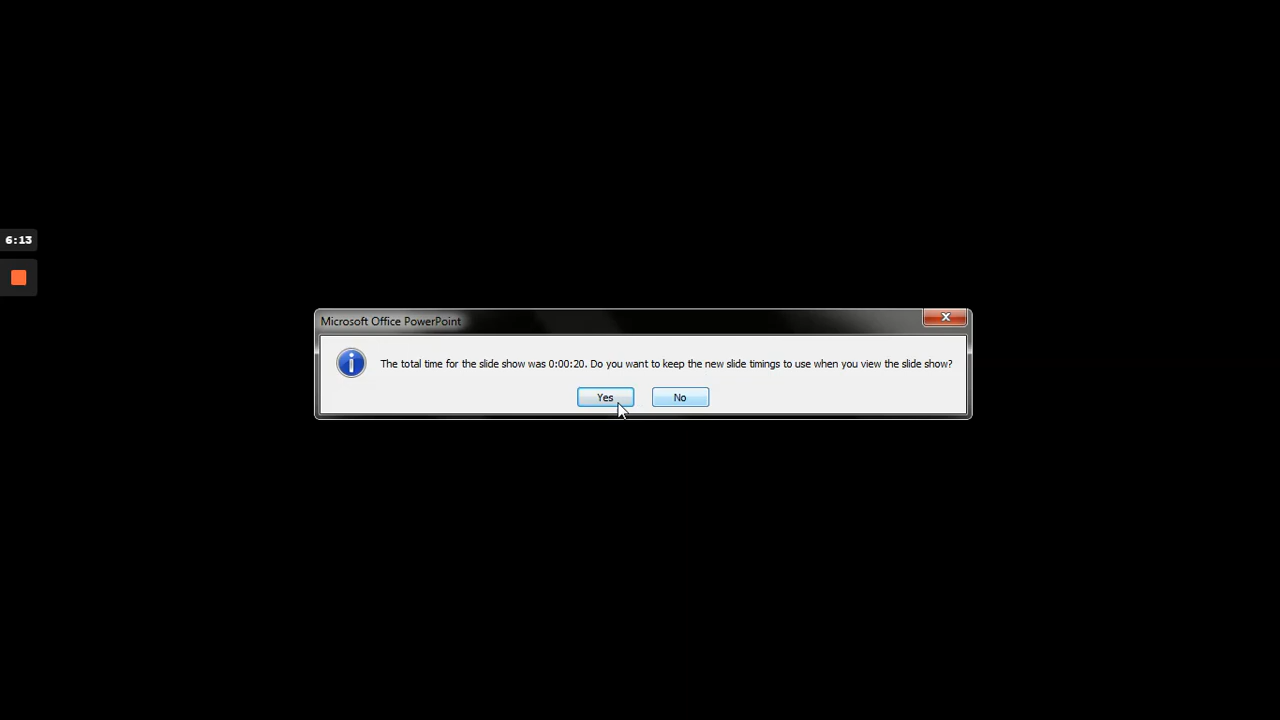 6:13
Microsoft Office PowerPoint
The total time for the slide show was 0:00:20. Do you want to keep the new slide timings to use when you view the slide show?
Yes No